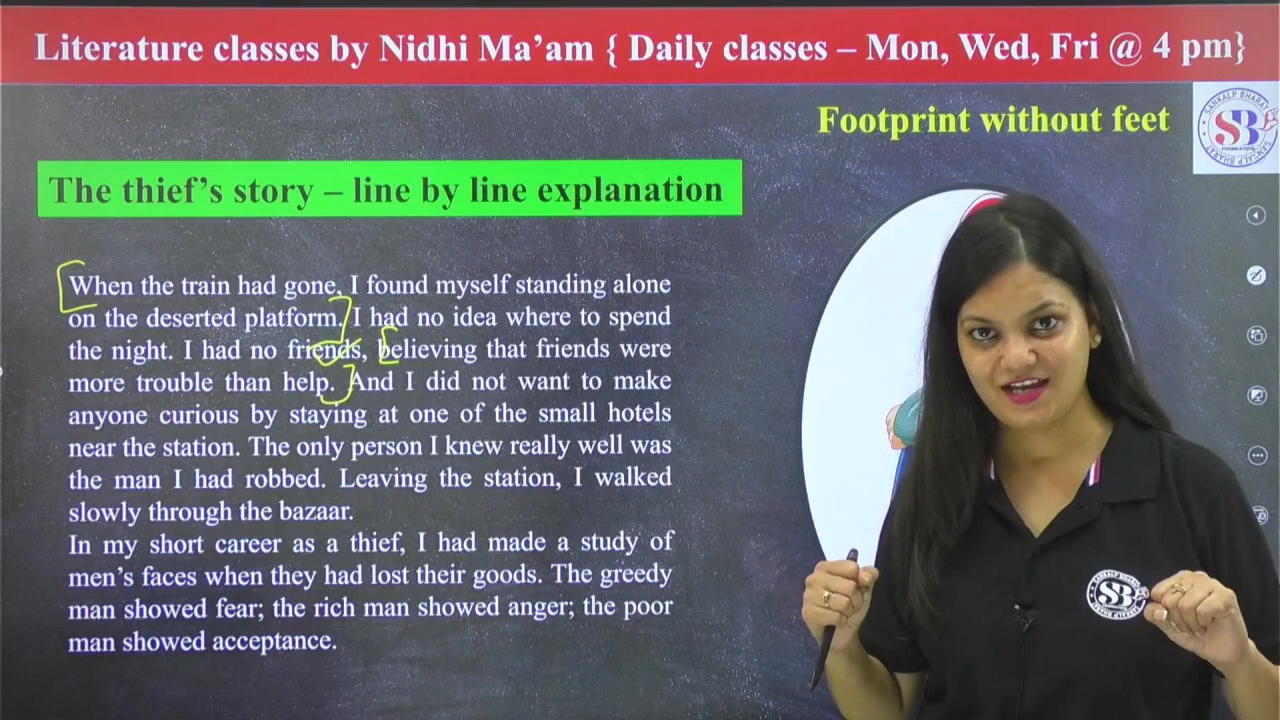 Literature classes by Nidhi Ma'am { Daily classes – Mon, Wed, Fri @ 4 pm}
Footprint without feet
SANKALP BHARAT
SB
FOUNDATION
The thief's story – line by line explanation
When the train had gone, I found myself standing alone
on the deserted platform. I had no idea where to spend
the night. I had no friends, believing that friends were
more trouble than help. And I did not want to make
anyone curious by staying at one of the small hotels
near the station. The only person I knew really well was
the man I had robbed. Leaving the station, I walked
slowly through the bazaar.
In my short career as a thief, I had made a study of
men's faces when they had lost their goods. The greedy
man showed fear; the rich man showed anger; the poor
man showed acceptance.
SB